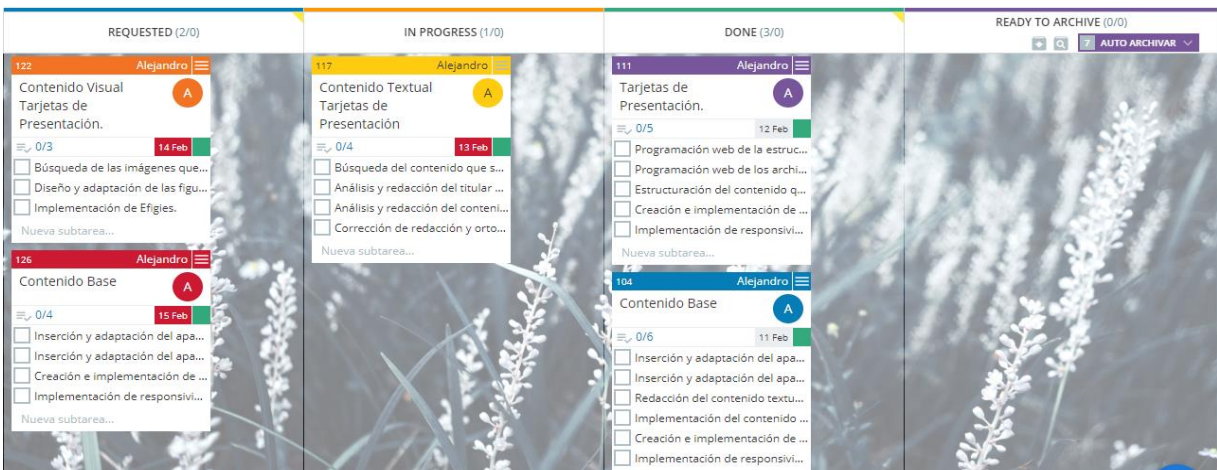 REQUESTED (2/0)
IN PROGRESS (1/0)
DONE (3/0)
READY TO ARCHIVE (0/0)
7 AUTO ARCHIVAR
122 Alejandro
Contenido Visual
Tarjetas de
Presentación.
A
0/3 14 Feb
Búsqueda de las imágenes que...
Diseño y adaptación de las figu...
Implementación de Efigies.
Nueva subtarea...
126 Alejandro
Contenido Base
A
0/4 15 Feb
Inserción y adaptación del apa...
Inserción y adaptación del apa...
Creación e implementación de ...
Implementación de responsivi...
Nueva subtarea...
117 Alejandro
Contenido Textual
Tarjetas de
Presentación
A
0/4 13 Feb
Búsqueda del contenido que s...
Análisis y redacción del titular ...
Análisis y redacción del conteni...
Corrección de redacción y orto...
Nueva subtarea...
111 Alejandro
Tarjetas de
Presentación.
A
0/5 12 Feb
Programación web de la estruc...
Programación web de los archi...
Estructuración del contenido q...
Creación e implementación de ...
Implementación de responsivi...
Nueva subtarea...
104 Alejandro
Contenido Base
A
0/6 11 Feb
Inserción y adaptación del apa...
Inserción y adaptación del apa...
Redacción del contenido textu...
Implementación del contenido ...
Creación e implementación de ...
Implementación de responsivi...